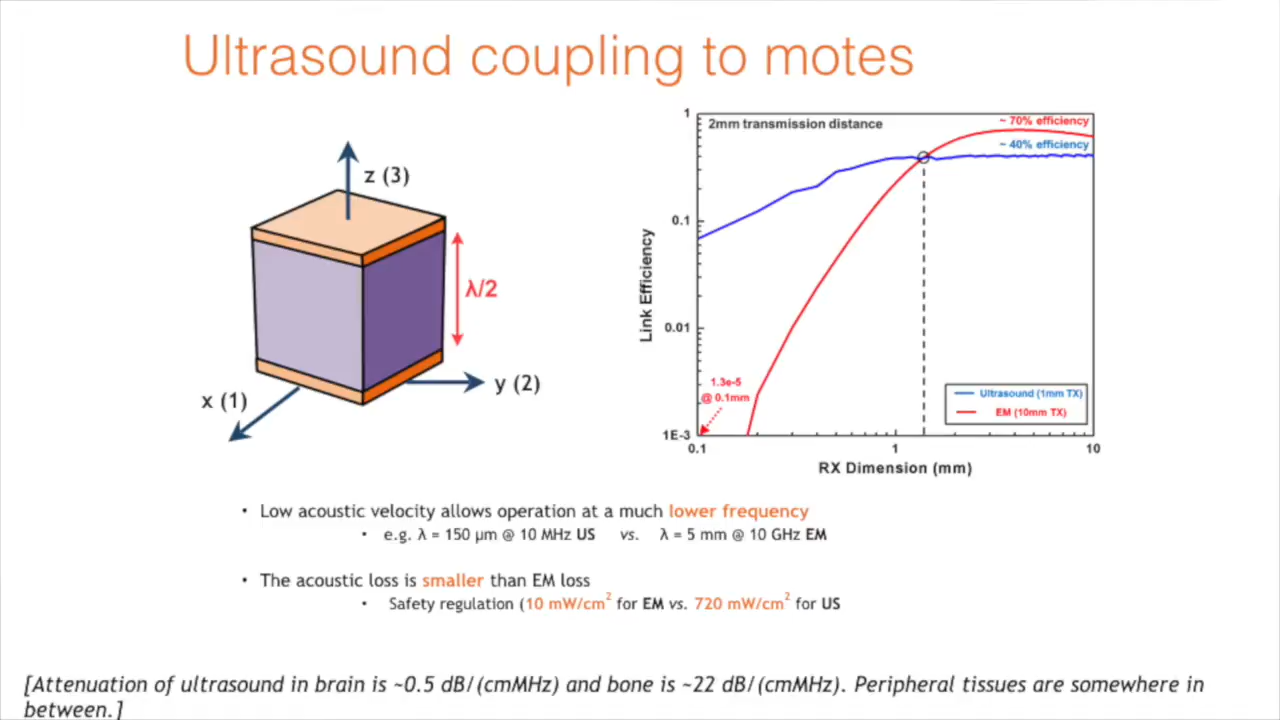 Ultrasound coupling to motes
z (3)
λ/2
y (2)
x (1)
2mm transmission distance
~ 70% efficiency
~ 40% efficiency
Link Efficiency
1
0.1
0.01
1E-3
1.3e-5
@ 0.1mm
Ultrasound (1mm TX)
EM (10mm TX)
0.1
1
10
RX Dimension (mm)
• Low acoustic velocity allows operation at a much lower frequency
• e.g. λ = 150 µm @ 10 MHz US vs. λ = 5 mm @ 10 GHz EM
• The acoustic loss is smaller than EM loss
• Safety regulation (10 mW/cm² for EM vs. 720 mW/cm² for US
[Attenuation of ultrasound in brain is ~0.5 dB/(cmMHz) and bone is ~22 dB/(cmMHz). Peripheral tissues are somewhere in
between.]